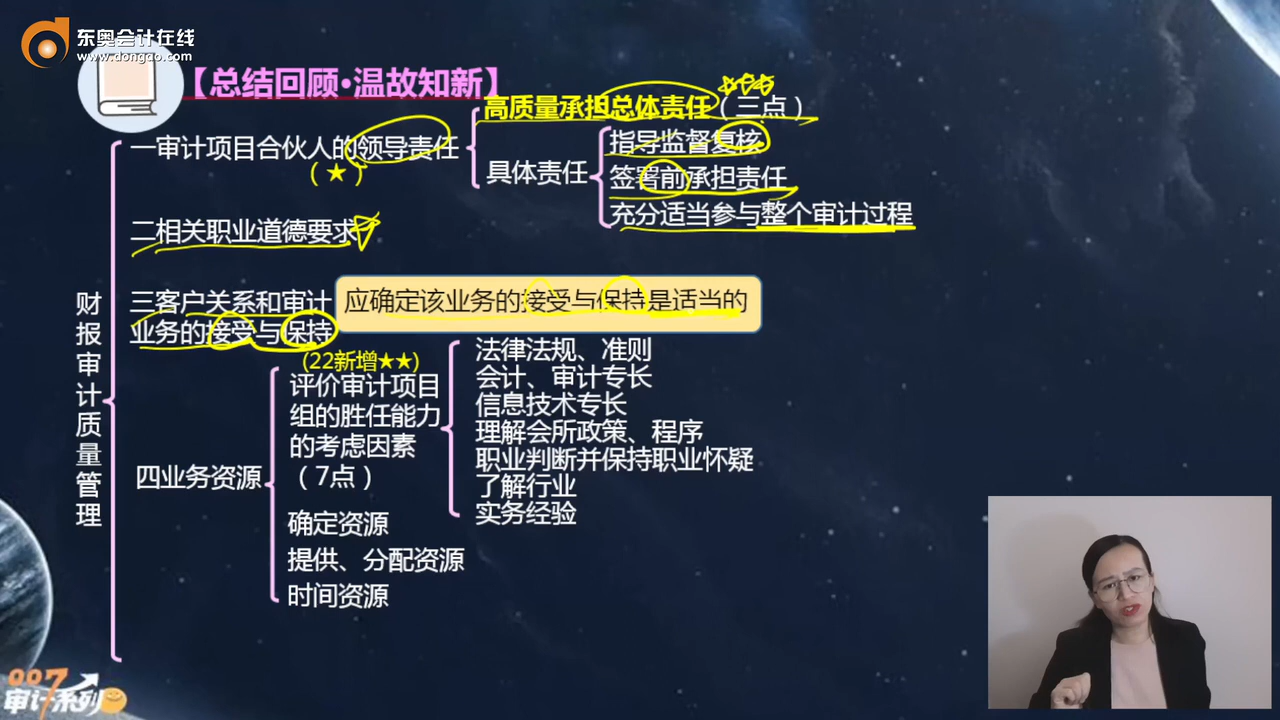 东奥会计在线
www.dongao.com
【总结回顾•温故知新】
财报审计质量管理
一审计项目合伙人的领导责任
（★）
高质量承担总体责任（三点）
具体责任
指导监督复核
签署前承担责任
充分适当参与整个审计过程
二相关职业道德要求
三客户关系和审计
业务的接受与保持
应确定该业务的接受与保持是适当的
四业务资源
(22新增★★)
评价审计项目
组的胜任能力
的考虑因素
（7点）
法律法规、准则
会计、审计专长
信息技术专长
理解会所政策、程序
职业判断并保持职业怀疑
了解行业
实务经验
确定资源
提供、分配资源
时间资源
007
审计系列